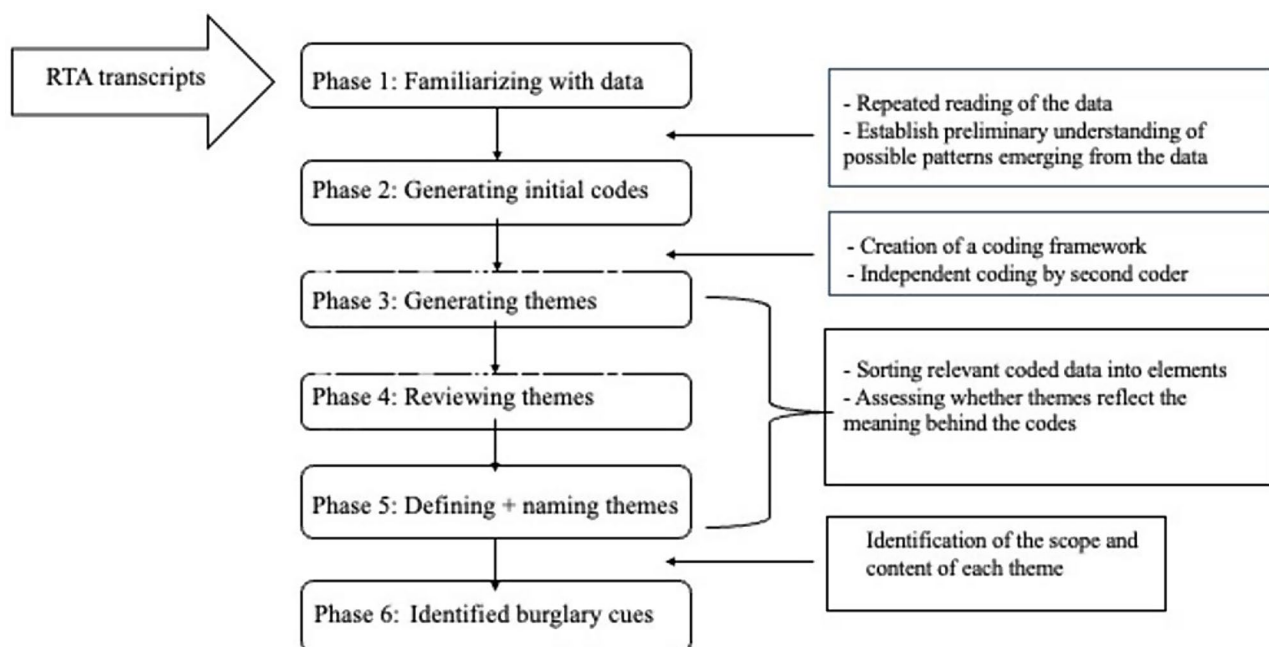 RTA transcripts
Phase 1: Familiarizing with data
- Repeated reading of the data
- Establish preliminary understanding of
possible patterns emerging from the data
Phase 2: Generating initial codes
- Creation of a coding framework
- Independent coding by second coder
Phase 3: Generating themes
Phase 4: Reviewing themes
- Sorting relevant coded data into elements
- Assessing whether themes reflect the
meaning behind the codes
Phase 5: Defining + naming themes
Identification of the scope and
content of each theme
Phase 6: Identified burglary cues